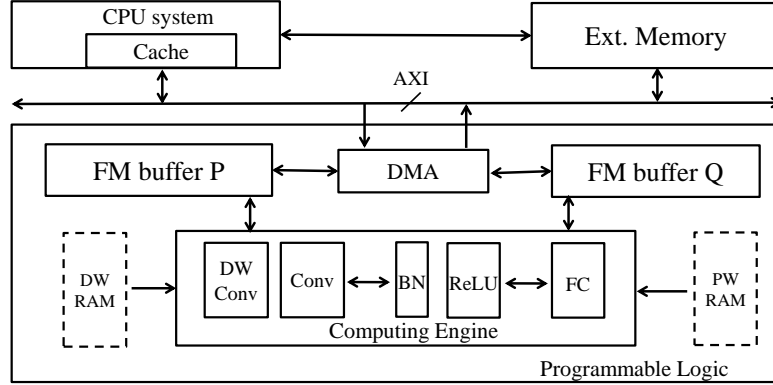 CPU system
Cache
Ext. Memory
AXI
FM buffer P
DMA
FM buffer Q
DW
RAM
DW
Conv
Conv
BN
ReLU
FC
PW
RAM
Computing Engine
Programmable Logic